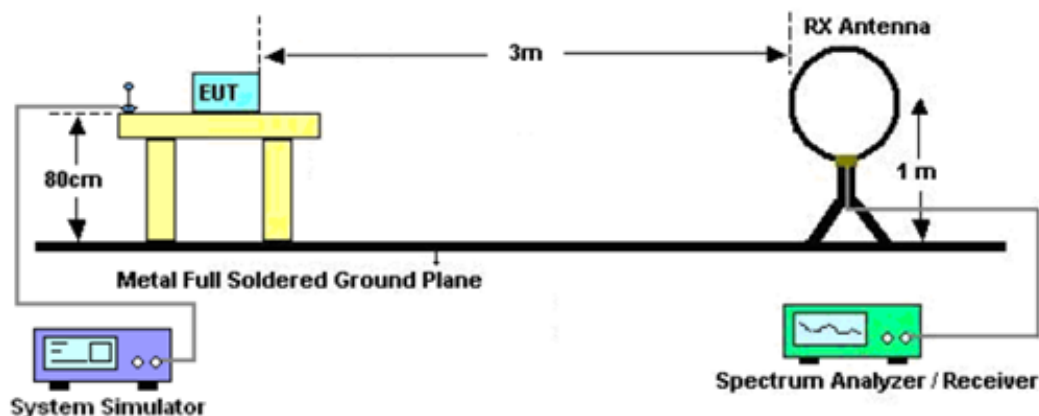 RX Antenna
3m
EUT
80cm
1 m
Metal Full Soldered Ground Plane
Spectrum Analyzer / Receiver
System Simulator